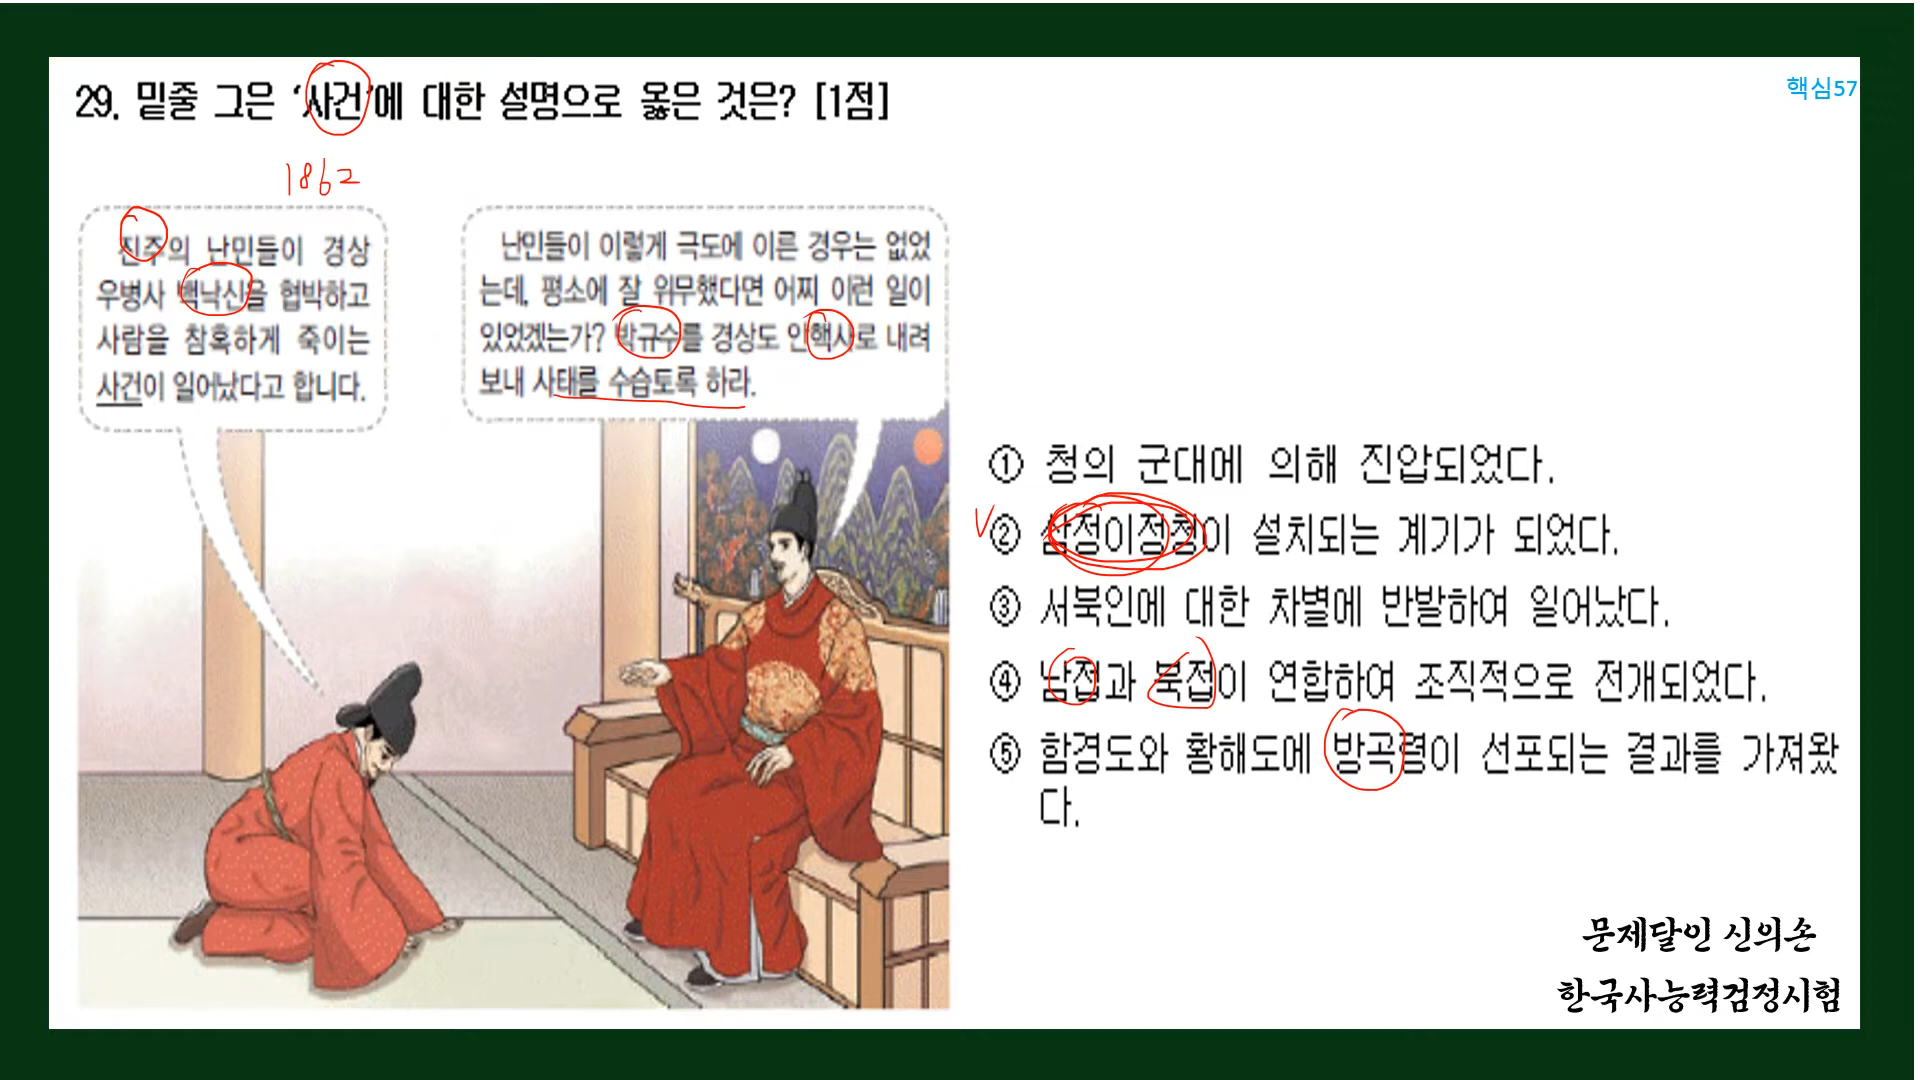 29. 밑줄 그은 ‘사건’에 대한 설명으로 옳은 것은? [1점]
핵심57
1862
진주의 난민들이 경상
우병사 백낙신을 협박하고
사람을 참혹하게 죽이는
사건이 일어났다고 합니다.
난민들이 이렇게 극도에 이른 경우는 없었
는데, 평소에 잘 위무했다면 어찌 이런 일이
있었겠는가? 박규수를 경상도 안핵사로 내려
보내 사태를 수습토록 하라.
① 청의 군대에 의해 진압되었다.
V② 삼정이정청이 설치되는 계기가 되었다.
③ 서북인에 대한 차별에 반발하여 일어났다.
④ 남접과 북접이 연합하여 조직적으로 전개되었다.
⑤ 함경도와 황해도에 방곡령이 선포되는 결과를 가져왔
다.
문제달인 신의손
한국사능력검정시험